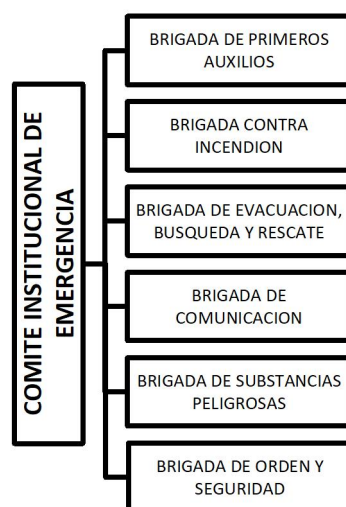 COMITE INSTITUCIONAL DE
EMERGENCIA
BRIGADA DE PRIMEROS
AUXILIOS
BRIGADA CONTRA
INCENDION
BRIGADA DE EVACUACION,
BUSQUEDA Y RESCATE
BRIGADA DE
COMUNICACION
BRIGADA DE SUBSTANCIAS
PELIGROSAS
BRIGADA DE ORDEN Y
SEGURIDAD